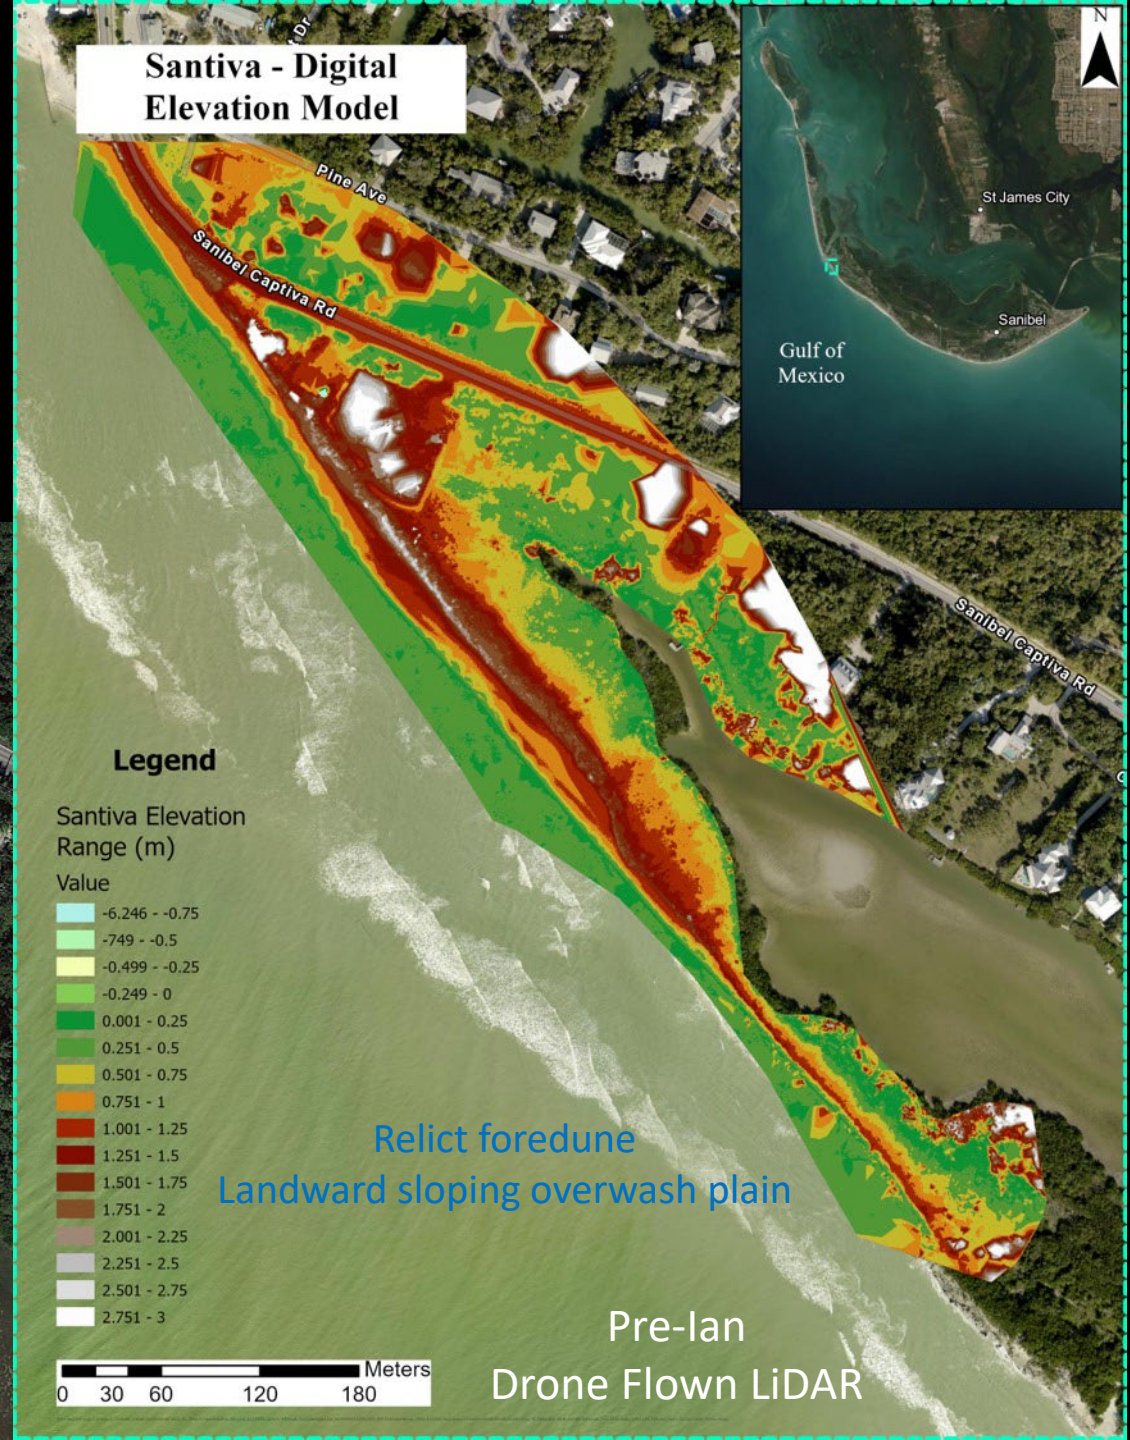 Santiva - Digital
Elevation Model
N
Pine Ave
Sanibel Captiva Rd
St James City
Sanibel
Gulf of
Mexico
Sanibel Captiva Rd
Legend
Santiva Elevation
Range (m)
Value
-6.246 - -0.75
-749 - -0.5
-0.499 - -0.25
-0.249 - 0
0.001 - 0.25
0.251 - 0.5
0.501 - 0.75
0.751 - 1
1.001 - 1.25
1.251 - 1.5
1.501 - 1.75
1.751 - 2
2.001 - 2.25
2.251 - 2.5
2.501 - 2.75
2.751 - 3
Relict foredune
Landward sloping overwash plain
Pre-Ian
Drone Flown LiDAR
Meters
0 30 60 120 180